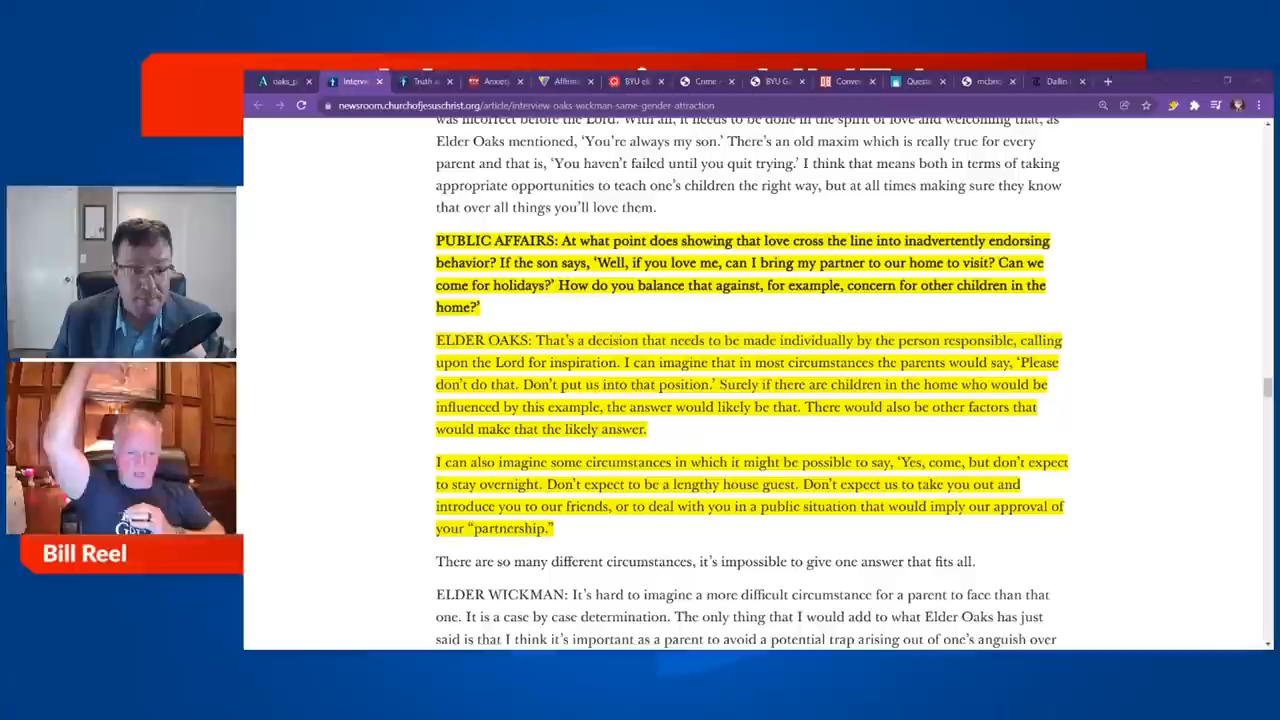 oaks_p
Interv
Truth a
Anxiety
Affirma
BYU el
Crime
BYU G
Conver
Questi
mcbri
Dallin
newsroom.churchofjesuschrist.org/article/interview-oaks-wickman-same-gender-attraction
was incorrect before the Lord. With all, it needs to be done in the spirit of love and welcoming that, as
Elder Oaks mentioned, ‘You’re always my son.’ There’s an old maxim which is really true for every
parent and that is, ‘You haven’t failed until you quit trying.’ I think that means both in terms of taking
appropriate opportunities to teach one’s children the right way, but at all times making sure they know
that over all things you’ll love them.
PUBLIC AFFAIRS: At what point does showing that love cross the line into inadvertently endorsing
behavior? If the son says, ‘Well, if you love me, can I bring my partner to our home to visit? Can we
come for holidays?’ How do you balance that against, for example, concern for other children in the
home?’
ELDER OAKS: That’s a decision that needs to be made individually by the person responsible, calling
upon the Lord for inspiration. I can imagine that in most circumstances the parents would say, ‘Please
don’t do that. Don’t put us into that position.’ Surely if there are children in the home who would be
influenced by this example, the answer would likely be that. There would also be other factors that
would make that the likely answer.
I can also imagine some circumstances in which it might be possible to say, ‘Yes, come, but don’t expect
to stay overnight. Don’t expect to be a lengthy house guest. Don’t expect us to take you out and
introduce you to our friends, or to deal with you in a public situation that would imply our approval of
your “partnership.”
There are so many different circumstances, it’s impossible to give one answer that fits all.
ELDER WICKMAN: It’s hard to imagine a more difficult circumstance for a parent to face than that
one. It is a case by case determination. The only thing that I would add to what Elder Oaks has just
said is that I think it’s important as a parent to avoid a potential trap arising out of one’s anguish over
Bill Reel